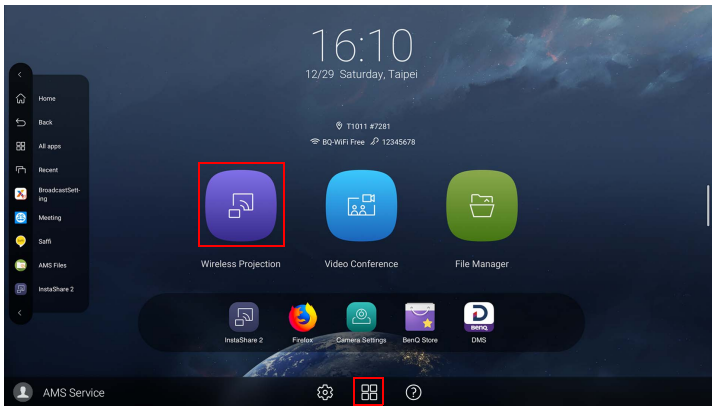 16:10
12/29 Saturday, Taipei
T1011 #7281
BQ-WiFi Free 12345678
Home
Back
All apps
Recent
BroadcastSett-
ing
Meeting
Saffi
AMS Files
InstaShare 2
Wireless Projection
Video Conference
File Manager
InstaShare 2
Firefox
Camera Settings
BenQ Store
BenQ
DMS
AMS Service